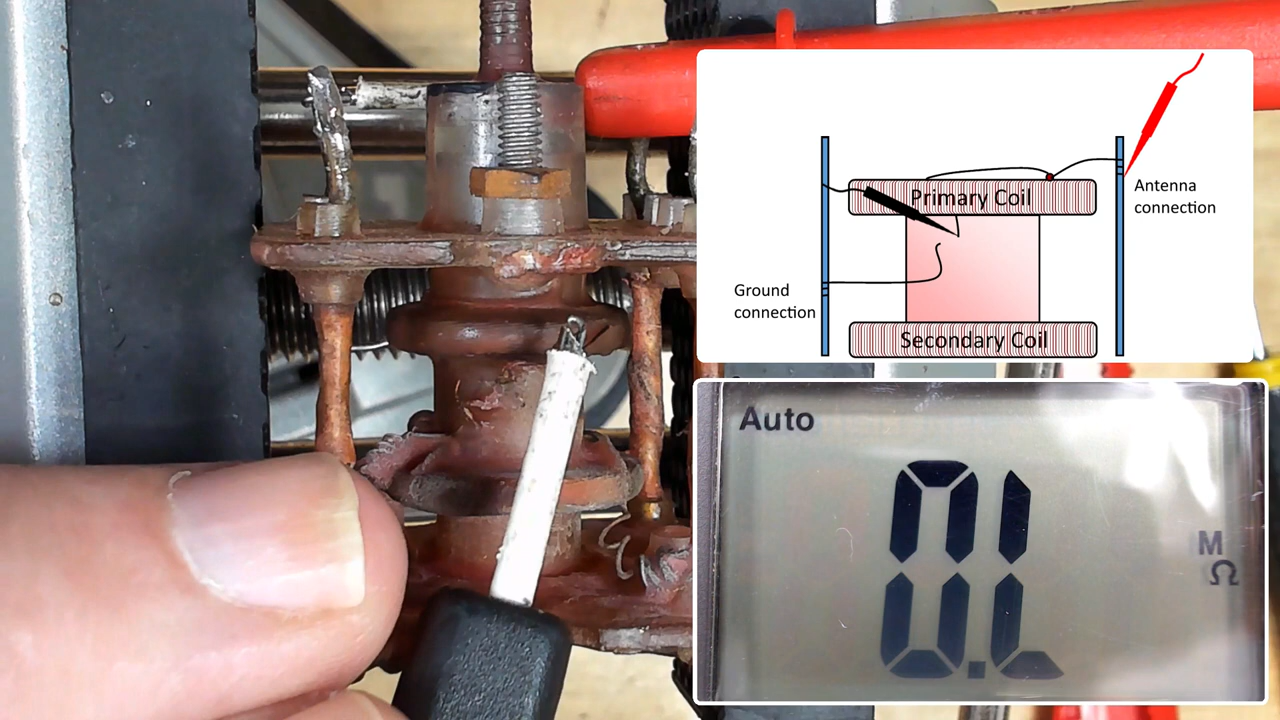 Primary Coil
Antenna
connection
Ground
connection
Secondary Coil
Auto
0.L
M
Ω